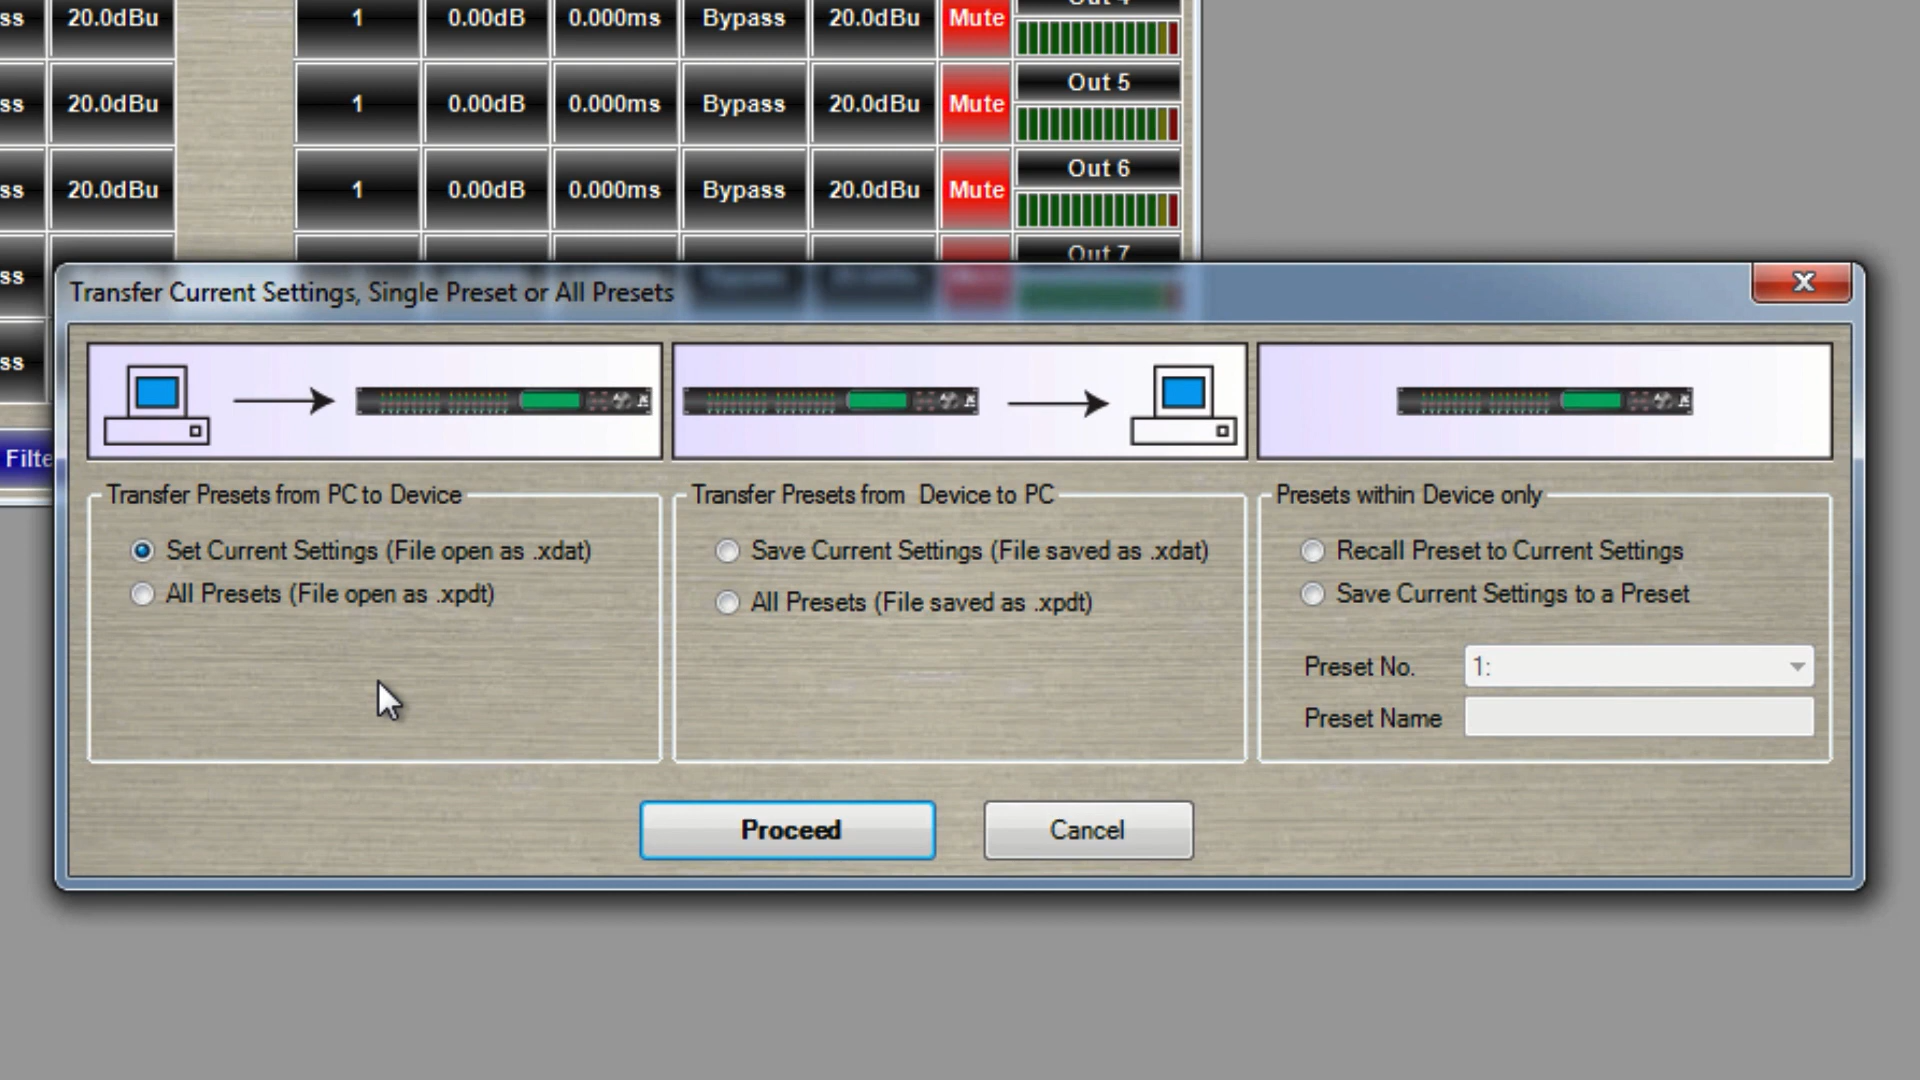 1 0.00dB 0.000ms Bypass 20.0dBu Mute Out 4
ss 20.0dBu
Out 5
ss 20.0dBu 1 0.00dB 0.000ms Bypass 20.0dBu Mute
Out 6
ss 20.0dBu 1 0.00dB 0.000ms Bypass 20.0dBu Mute
Out 7
ss
ss
Filte
Transfer Current Settings, Single Preset or All Presets
X
Transfer Presets from PC to Device
Set Current Settings (File open as .xdat)
All Presets (File open as .xpdt)
Transfer Presets from Device to PC
Save Current Settings (File saved as .xdat)
All Presets (File saved as .xpdt)
Presets within Device only
Recall Preset to Current Settings
Save Current Settings to a Preset
Preset No. 1:
Preset Name
Proceed
Cancel